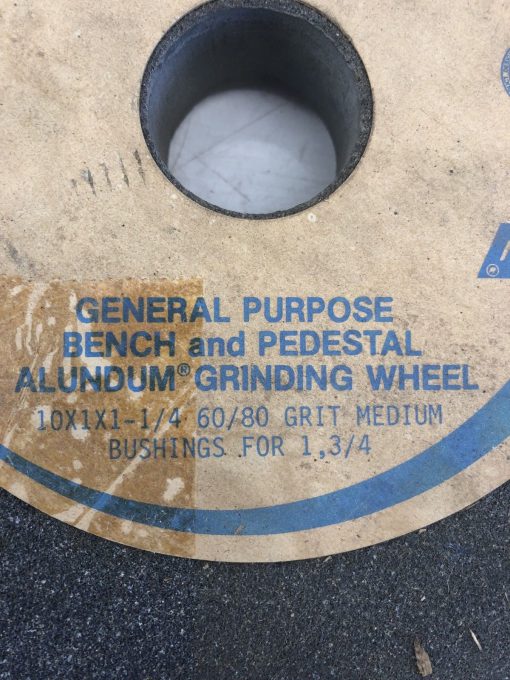 GENERAL PURPOSE
BENCH and PEDESTAL
ALUNDUM® GRINDING WHEEL
10X1X1-1/4 60/80 GRIT MEDIUM
BUSHINGS FOR 1,3/4